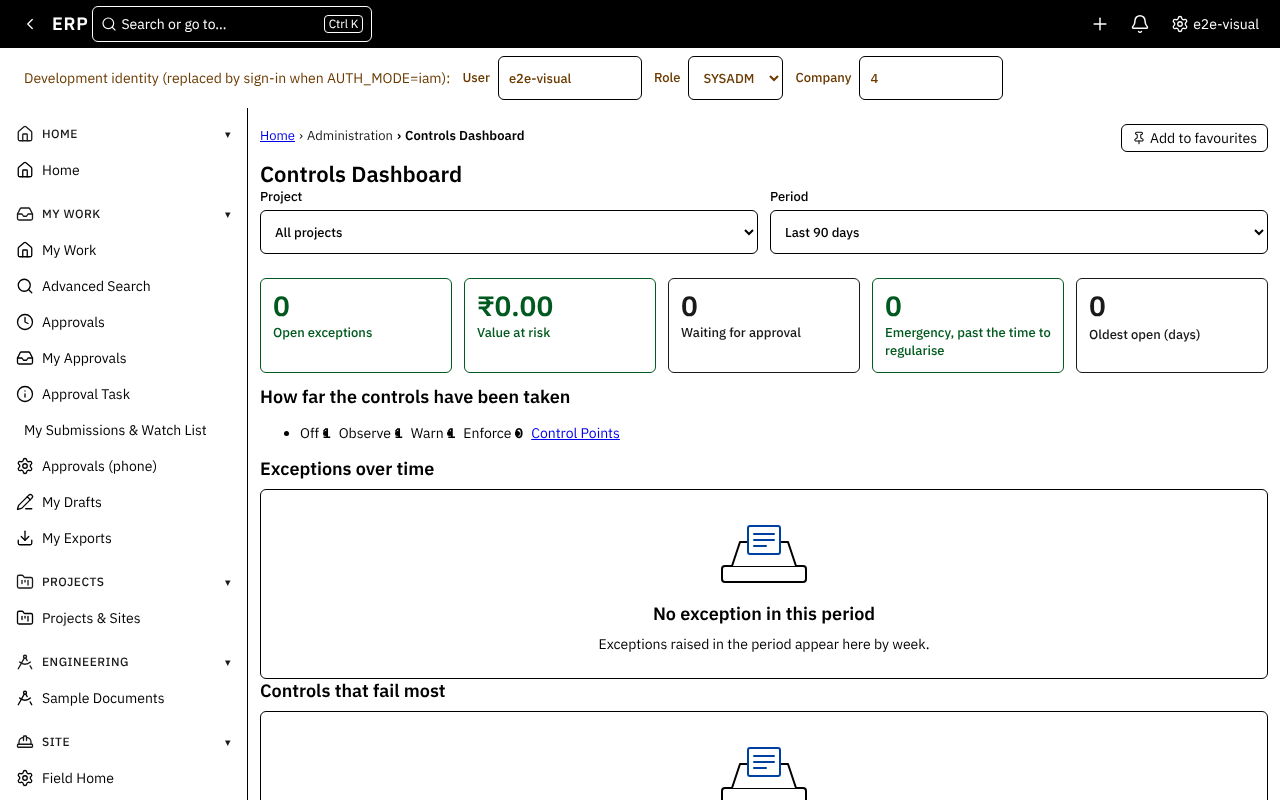 ERP
Search or go to…
Ctrl K
e2e-visual
Development identity (replaced by sign-in when AUTH_MODE=iam):
User
e2e-visual
Role
SYSADM
Company
4
HOME
Home
MY WORK
My Work
Advanced Search
Approvals
My Approvals
Approval Task
My Submissions & Watch List
Approvals (phone)
My Drafts
My Exports
PROJECTS
Projects & Sites
ENGINEERING
Sample Documents
SITE
Field Home
Home › Administration › Controls Dashboard
Add to favourites
Controls Dashboard
Project
All projects
Period
Last 90 days
0
Open exceptions
₹0.00
Value at risk
0
Waiting for approval
0
Emergency, past the time to
regularise
0
Oldest open (days)
How far the controls have been taken
Off Observe Warn Enforce Control Points
Exceptions over time
No exception in this period
Exceptions raised in the period appear here by week.
Controls that fail most